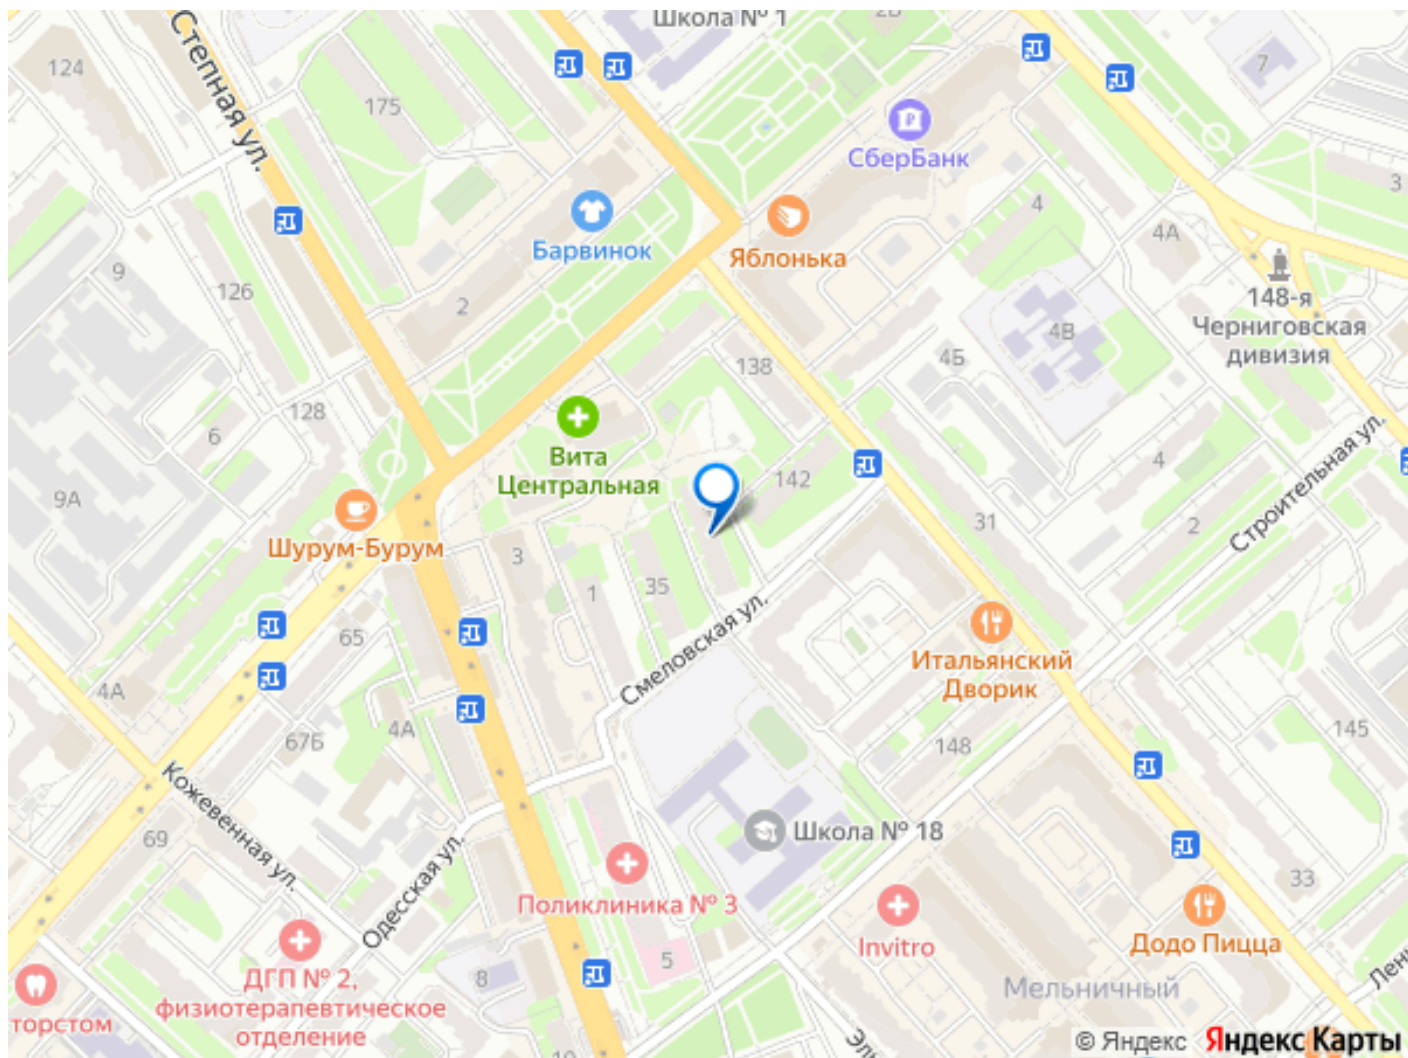 Школа № 1
2В
Степная ул.
124
7
175
СберБанк
3
4
4А
Барвинок
Яблонька
9
126
2
148-я
Черниговская
дивизия
4В
4Б
138
128
6
Вита
Центральная
142
4
9А
Строительная ул.
31
2
Шурум-Бурум
3
1
35
65
Смеловская ул.
Итальянский
Дворик
4А
4А
67Б
148
145
Кожевенная ул.
69
Школа № 18
Одесская ул.
Поликлиника № 3
33
Invitro
Додо Пицца
5
8
ДГП № 2,
физиотерапевтическое
отделение
Мельничный
торстом
10
© Яндекс Яндекс Карты